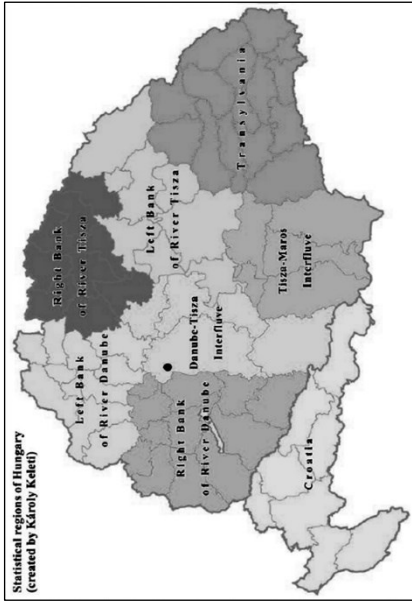 Statistical regions of Hungary
(created by Károly Keleti)
Left Bank
of River Danube
Right Bank
of River Tisza
Right Bank
of River Danube
Danube-Tisza
Interfluve
Left Bank
of River Tisza
Croatia
Tisza-Maros
Interfluve
Transylvania